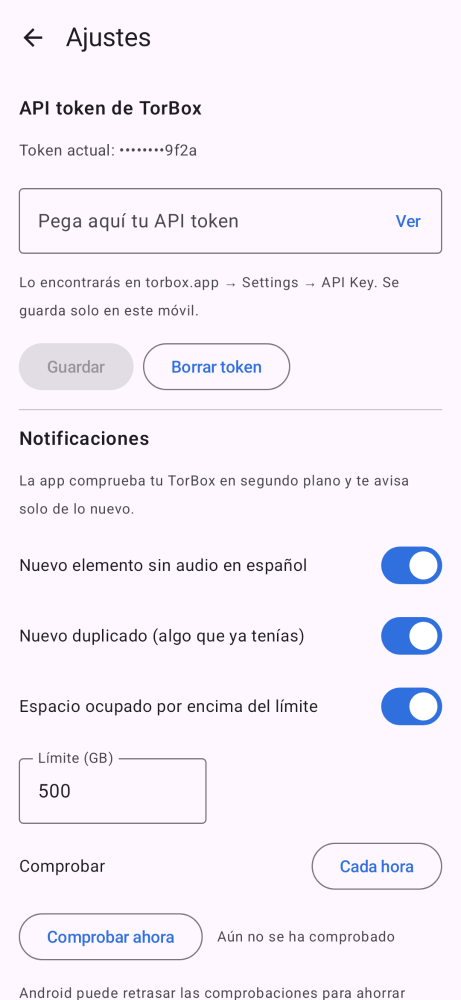 Ajustes
API token de TorBox
Token actual: ••••••••9f2a
Pega aquí tu API token
Ver
Lo encontrarás en torbox.app → Settings → API Key. Se
guarda solo en este móvil.
Guardar
Borrar token
Notificaciones
La app comprueba tu TorBox en segundo plano y te avisa
solo de lo nuevo.
Nuevo elemento sin audio en español
Nuevo duplicado (algo que ya tenías)
Espacio ocupado por encima del límite
Límite (GB)
500
Comprobar
Cada hora
Comprobar ahora
Aún no se ha comprobado
Android puede retrasar las comprobaciones para ahorrar